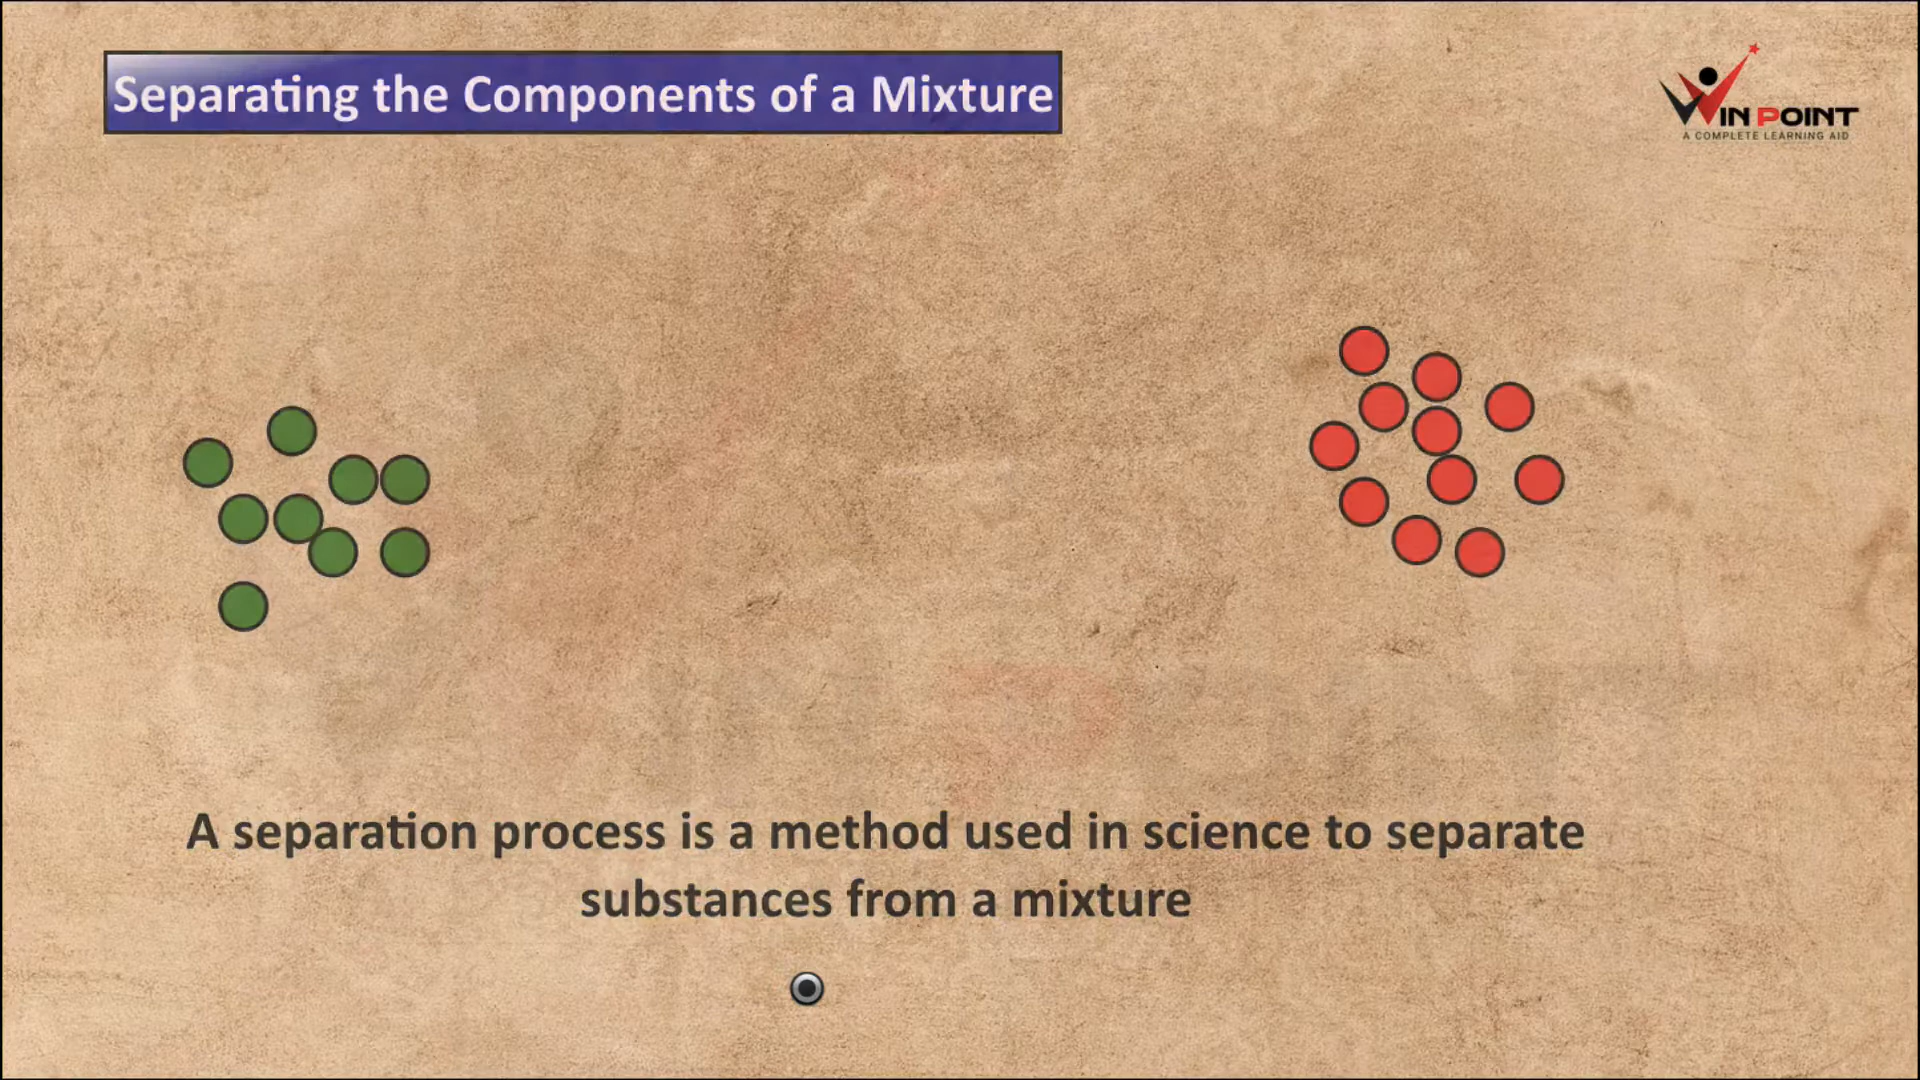 Separating the Components of a Mixture
WIN POINT
A COMPLETE LEARNING AID
A separation process is a method used in science to separate
substances from a mixture